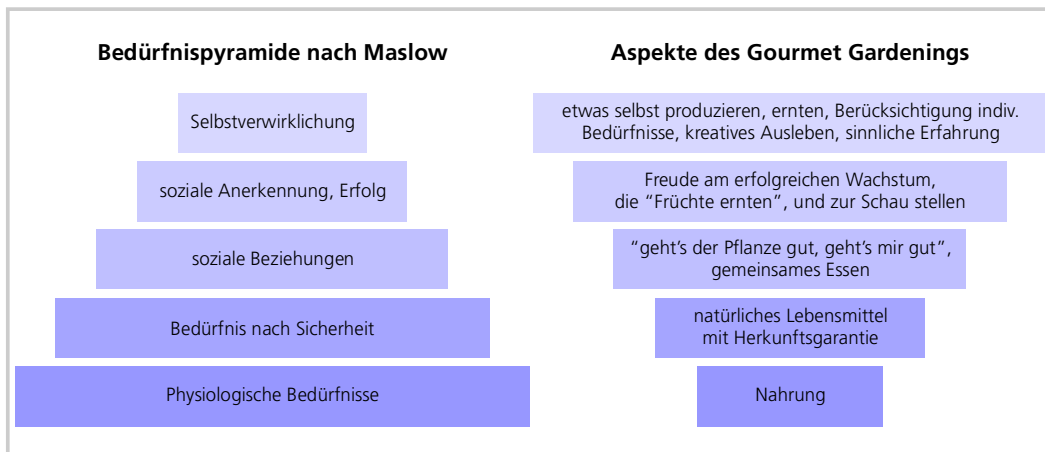 Bedürfnispyramide nach Maslow
Selbstverwirklichung
soziale Anerkennung, Erfolg
soziale Beziehungen
Bedürfnis nach Sicherheit
Physiologische Bedürfnisse
Aspekte des Gourmet Gardenings
etwas selbst produzieren, ernten, Berücksichtigung indiv.
Bedürfnisse, kreatives Ausleben, sinnliche Erfahrung
Freude am erfolgreichen Wachstum,
die “Früchte ernten”, und zur Schau stellen
“geht’s der Pflanze gut, geht’s mir gut”,
gemeinsames Essen
natürliches Lebensmittel
mit Herkunftsgarantie
Nahrung